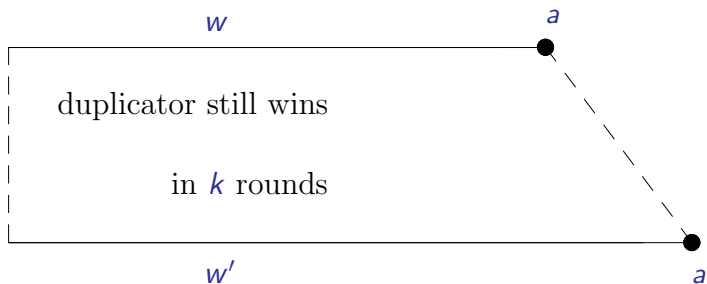 w a
duplicator still wins
in k rounds
w′ a